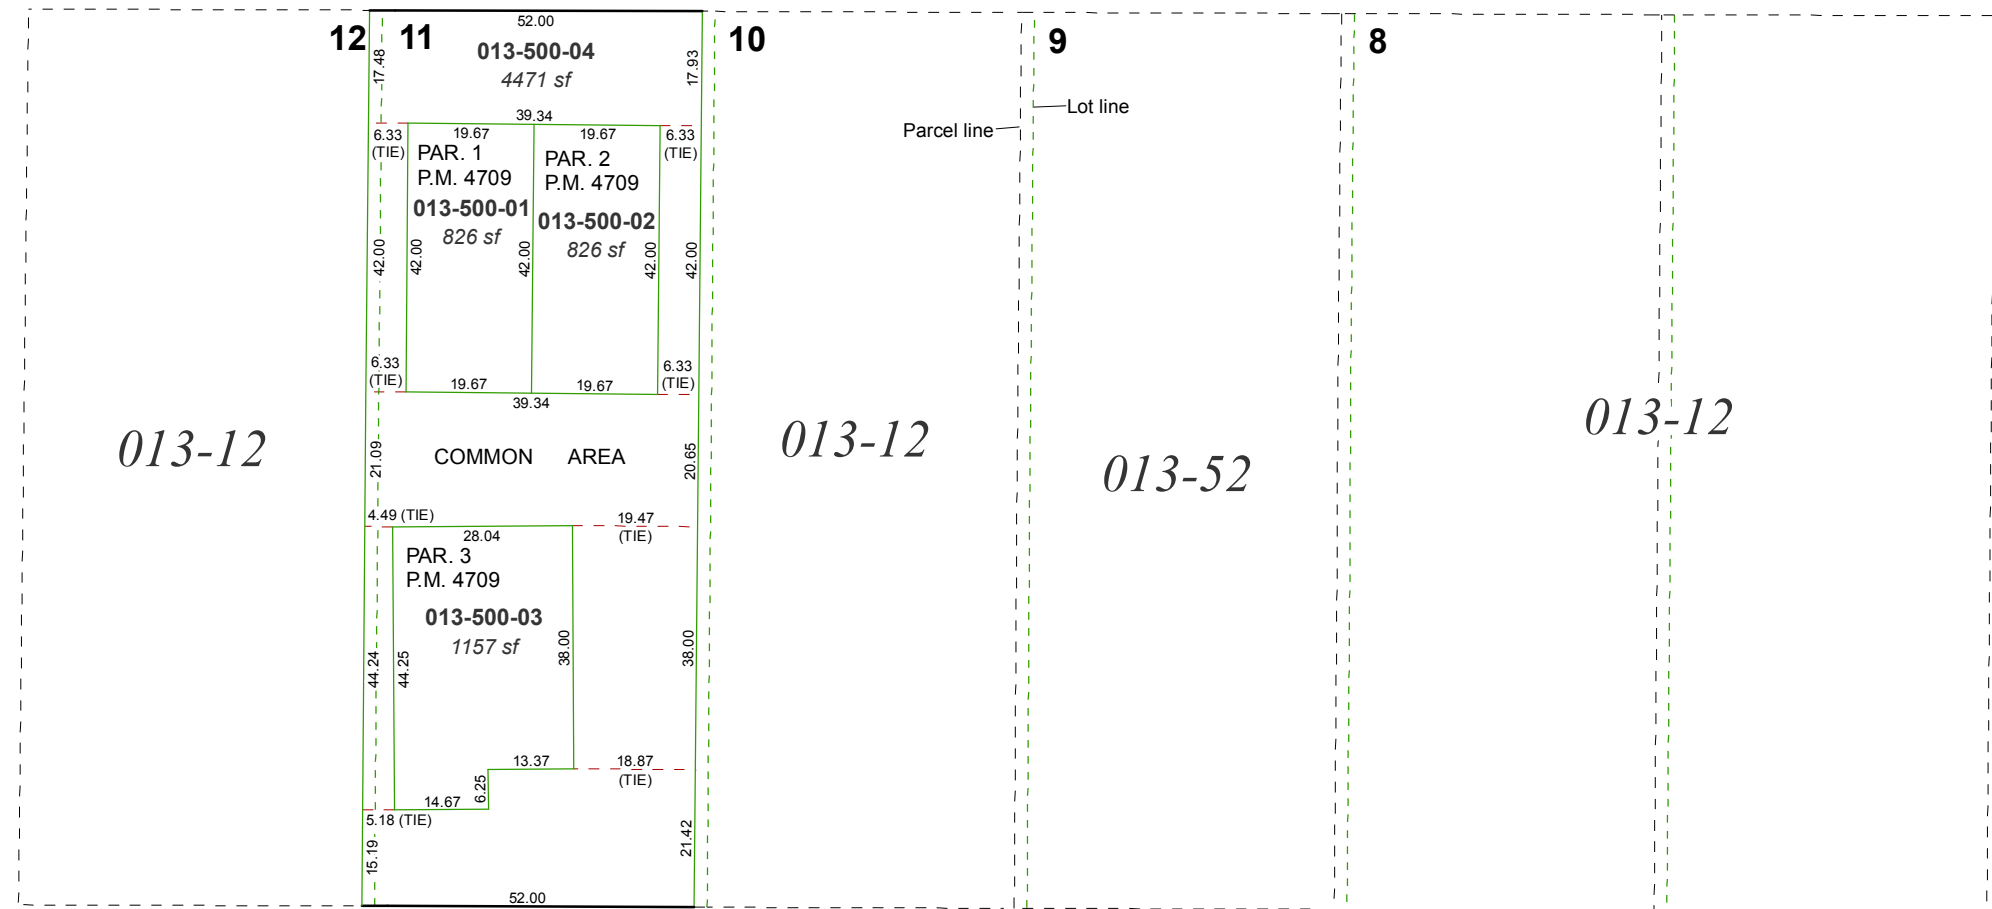 12
11
52.00
013-500-04
4471 sf
17.48
17.93
10
9
8
Lot line
Parcel line
39.34
6.33
(TIE)
19.67
19.67
6.33
(TIE)
PAR. 1
P.M. 4709
013-500-01
826 sf
PAR. 2
P.M. 4709
013-500-02
826 sf
42.00
42.00
42.00
42.00
42.00
6.33
(TIE)
19.67
19.67
6.33
(TIE)
39.34
013-12
21.09
COMMON AREA
20.65
013-12
013-52
013-12
4.49 (TIE)
28.04
19.47
(TIE)
PAR. 3
P.M. 4709
013-500-03
1157 sf
44.24
44.25
38.00
38.00
13.37
18.87
(TIE)
6.25
14.67
5.18 (TIE)
15.19
21.42
52.00